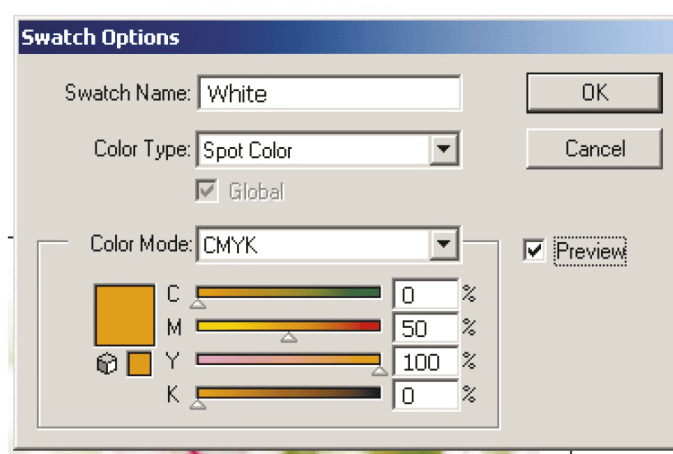 Swatch Options
Swatch Name: White
OK
Color Type: Spot Color
Cancel
Global
Color Mode: CMYK
Preview
C 0 %
M 50 %
Y 100 %
K 0 %